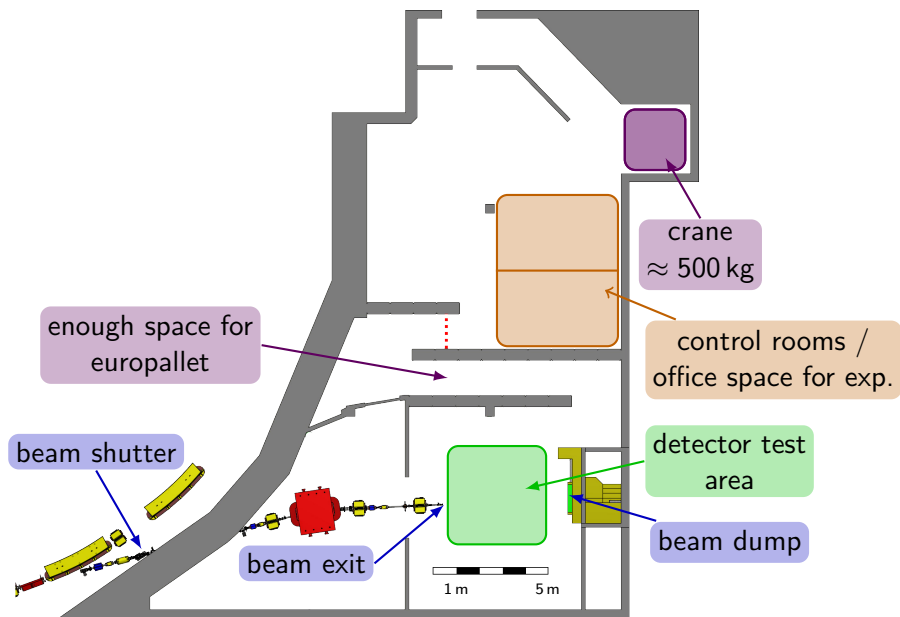 crane
≈ 500 kg
enough space for
europallet
control rooms /
office space for exp.
beam shutter
detector test
area
beam exit
beam dump
1 m
5 m